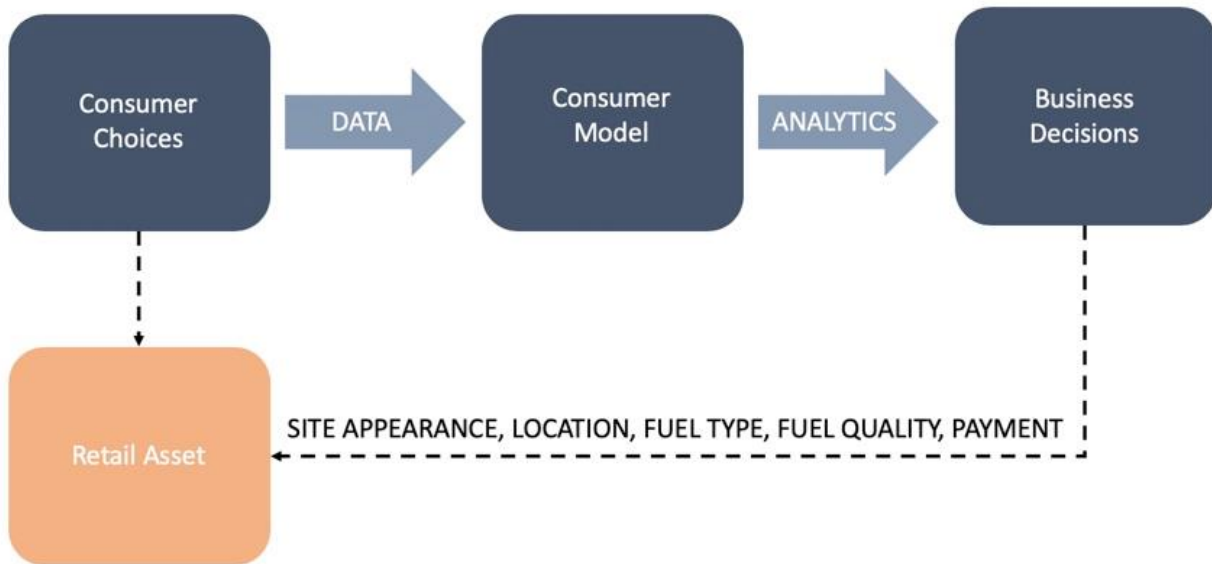 Consumer
Choices
DATA
Consumer
Model
ANALYTICS
Business
Decisions
SITE APPEARANCE, LOCATION, FUEL TYPE, FUEL QUALITY, PAYMENT
Retail Asset